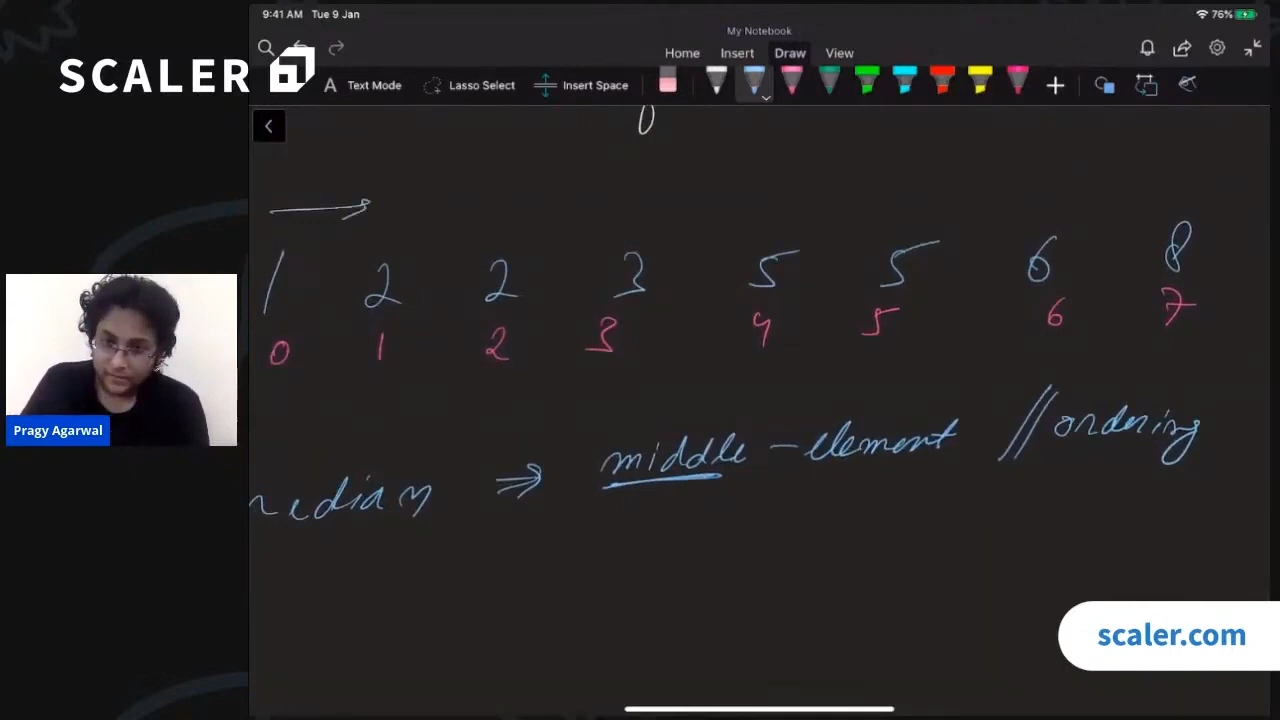 9:41 AM Tue 9 Jan
76%
My Notebook
SCALER
Home Insert Draw View
Text Mode Lasso Select Insert Space
1 2 2 3 5 5 6 8
0 1 2 3 4 5 6 7
median ⇒ middle - element // ordering
Pragy Agarwal
scaler.com